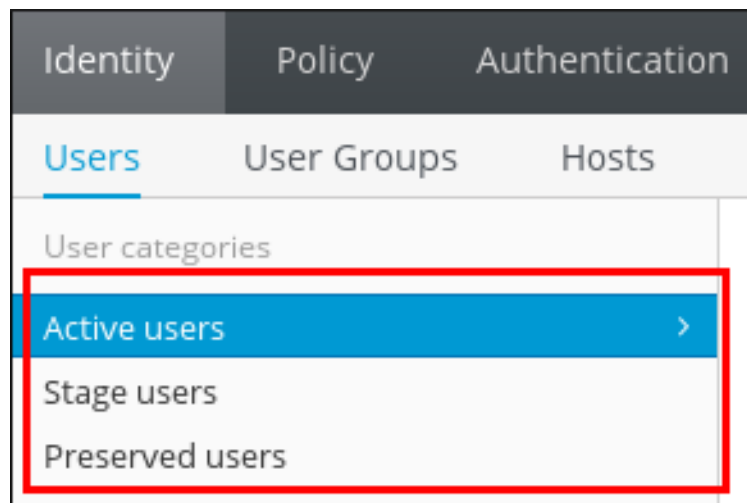 Identity Policy Authentication
Users User Groups Hosts
User categories
Active users
Stage users
Preserved users